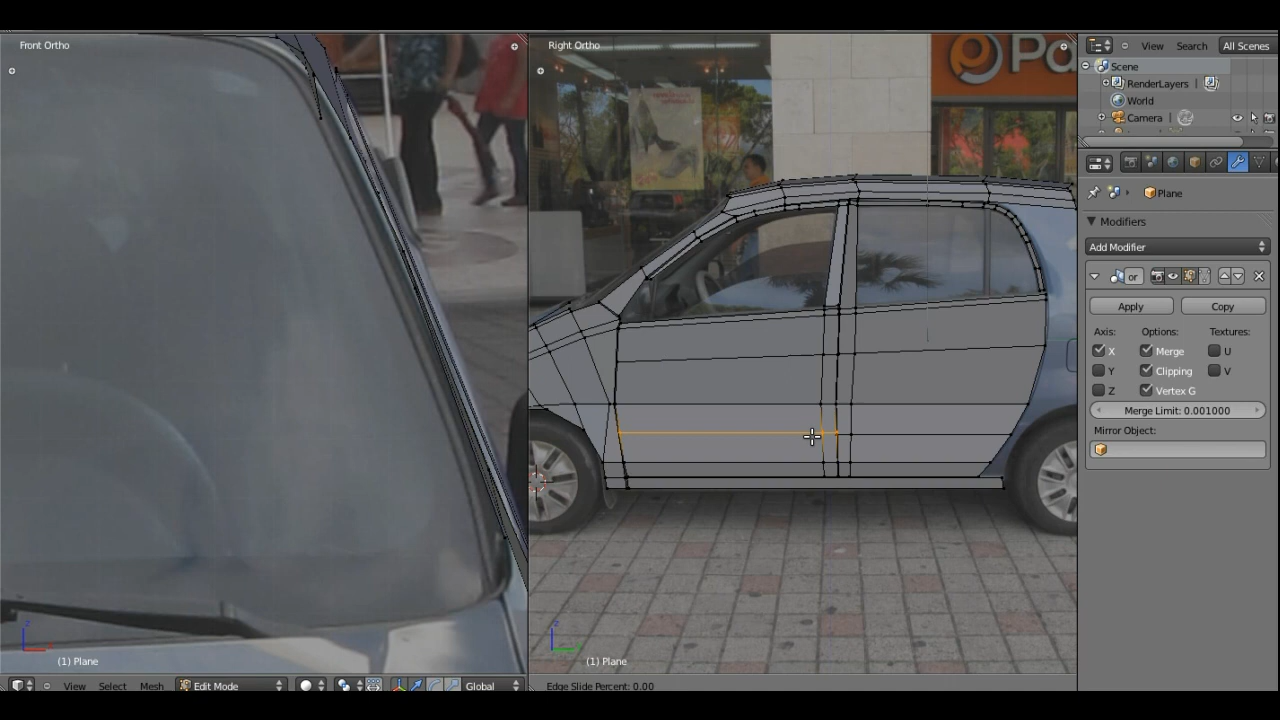 Front Ortho
Right Ortho
Pa
View Search All Scenes
Scene
RenderLayers
World
Camera
Plane
Modifiers
Add Modifier
or
Apply Copy
Axis: Options: Textures:
X Merge U
Y Clipping V
Z Vertex G
Merge Limit: 0.001000
Mirror Object:
(1) Plane
(1) Plane
View Select Mesh Edit Mode Global
Edge Slide Percent: 0.00